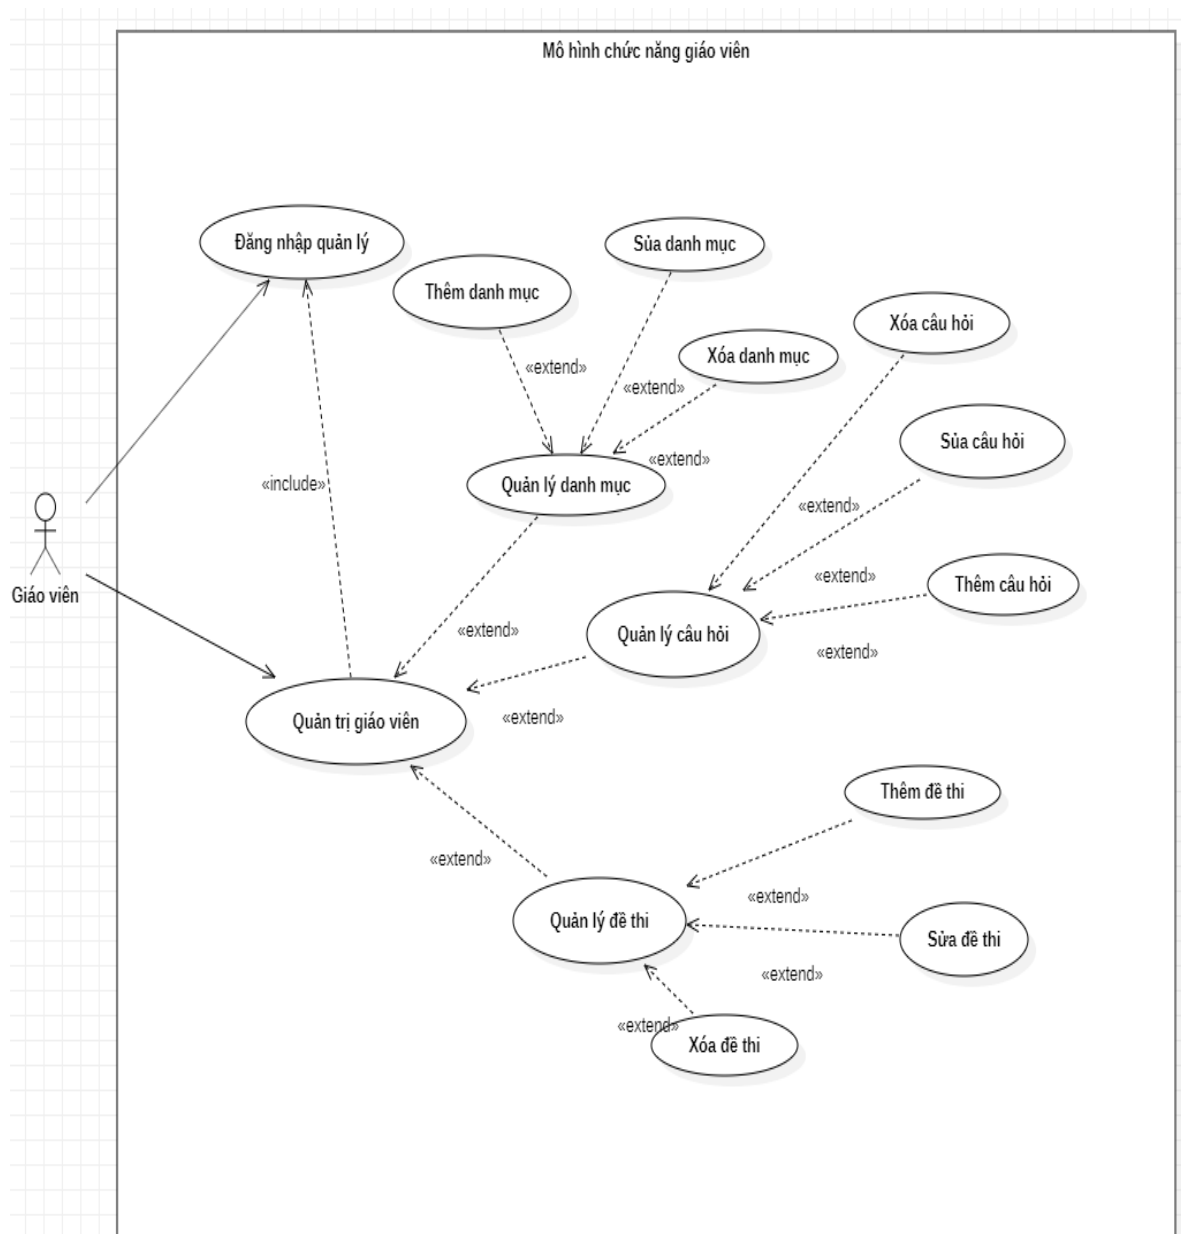 Mô hình chức năng giáo viên
Đăng nhập quản lý
Sủa danh mục
Thêm danh mục
Xóa câu hỏi
Xóa danh mục
«extend»
«extend»
Sủa câu hỏi
«extend»
«include»
Quản lý danh mục
«extend»
«extend»
Thêm câu hỏi
Giáo viên
«extend»
Quản lý câu hỏi
«extend»
«extend»
Quản trị giáo viên
Thêm đề thi
«extend»
«extend»
Quản lý đề thi
Sửa đề thi
«extend»
«extend»
Xóa đề thi